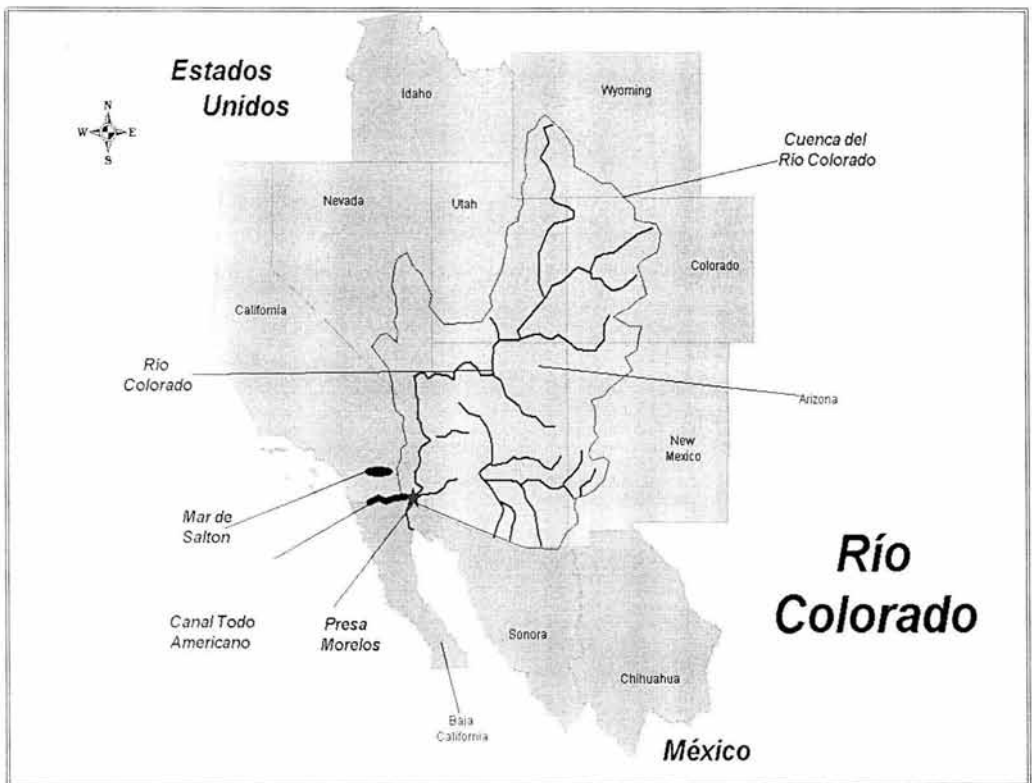 Estados
Unidos
N
W E
S
Idaho
Wyoming
Cuenca del
Río Colorado
Nevada
Utah
Colorado
California
Río
Colorado
Arizona
New
Mexico
Mar de
Salton
Canal Todo
Americano
Presa
Morelos
Río
Colorado
Sonora
Chihuahua
Baja
California
México